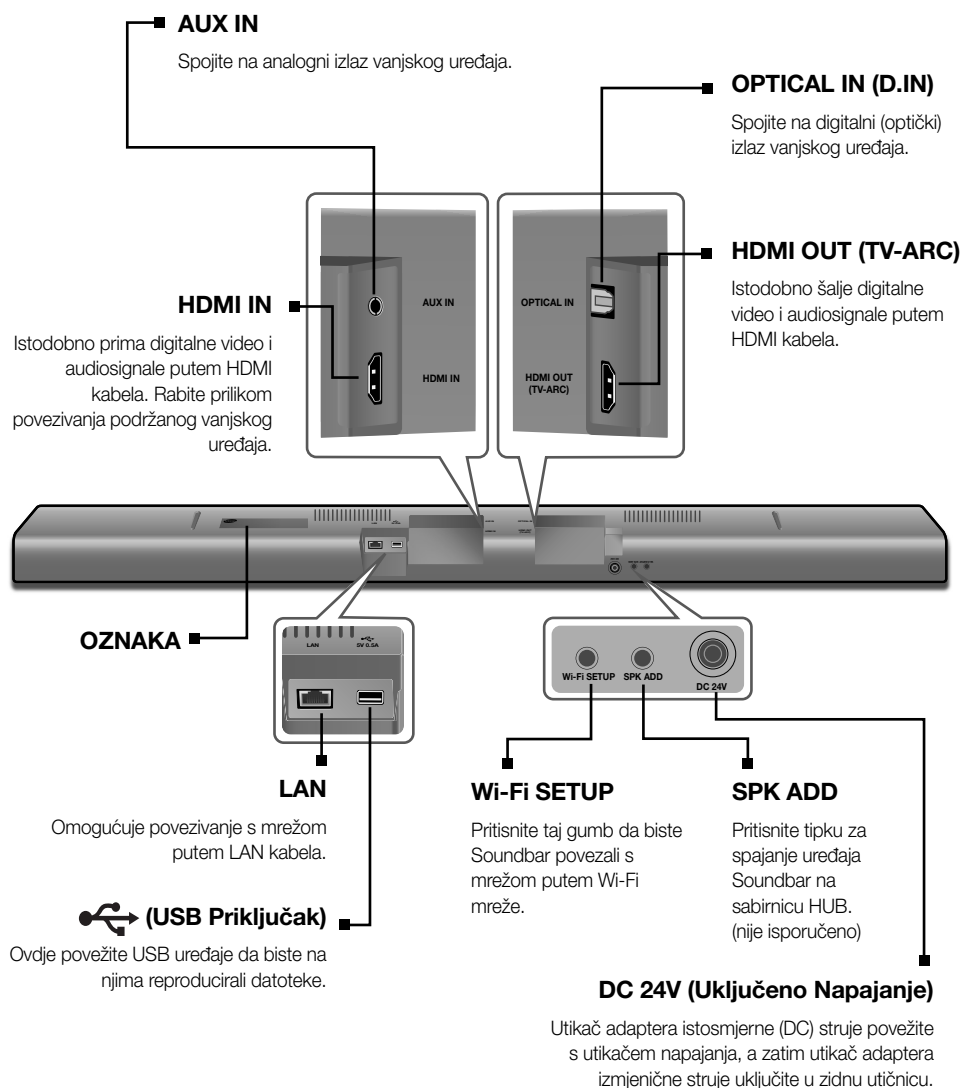 AUX IN
Spojite na analogni izlaz vanjskog uređaja.
OPTICAL IN (D.IN)
Spojite na digitalni (optički)
izlaz vanjskog uređaja.
HDMI OUT (TV-ARC)
Istodobno šalje digitalne
video i audiosignale putem
HDMI kabela.
HDMI IN
Istodobno prima digitalne video i
audiosignale putem HDMI
kabela. Rabite prilikom
povezivanja podržanog vanjskog
uređaja.
AUX IN
HDMI IN
OPTICAL IN
HDMI OUT
(TV-ARC)
OZNAKA
LAN
5V 0.5A
Wi-Fi SETUP
SPK ADD
DC 24V
LAN
Omogućuje povezivanje s mrežom
putem LAN kabela.
(USB Priključak)
Ovdje povežite USB uređaje da biste na
njima reproducirali datoteke.
Wi-Fi SETUP
Pritisnite taj gumb da biste
Soundbar povezali s
mrežom putem Wi-Fi
mreže.
SPK ADD
Pritisnite tipku za
spajanje uređaja
Soundbar na
sabirnicu HUB.
(nije isporučeno)
DC 24V (Uključeno Napajanje)
Utikač adaptera istosmjerne (DC) struje povežite
s utikačem napajanja, a zatim utikač adaptera
izmjenične struje uključite u zidnu utičnicu.